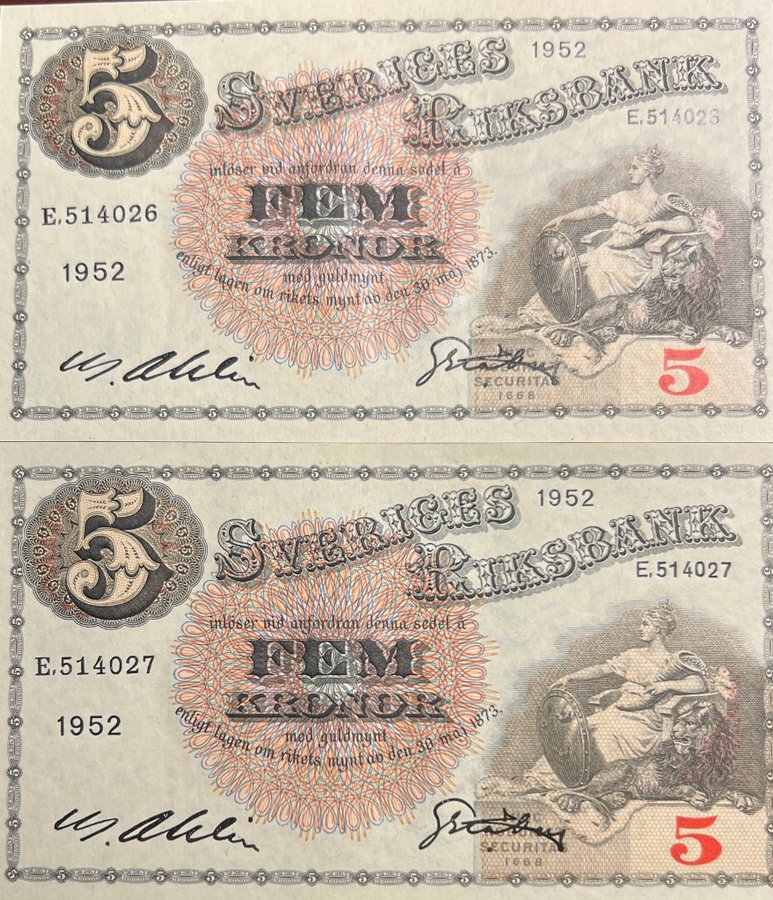 5
SVERIGES 1952
RIKSBANK
E,514026
inlöser vid anfordran denna sedel å
FEM
E,514026
KRONOR
1952
med guldmynt
enligt lagen om rikets mynt av den 30 maj 1873.
SECURITA
1668
5
5
SVERIGES 1952
RIKSBANK
E,514027
inlöser vid anfordran denna sedel å
FEM
E,514027
KRONOR
1952
med guldmynt
enligt lagen om rikets mynt av den 30 maj 1873.
SECURITA
1668
5